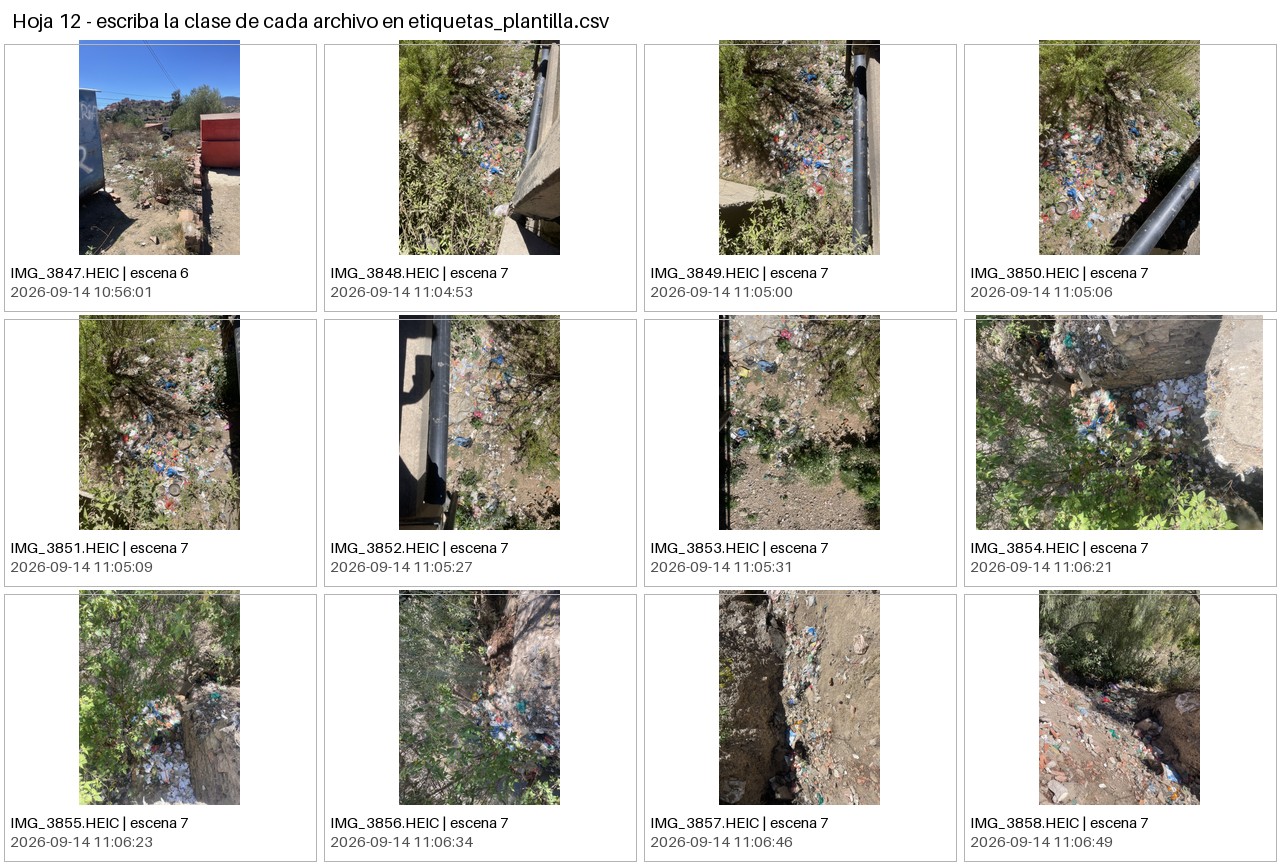 Hoja 12 - escriba la clase de cada archivo en etiquetas_plantilla.csv
IMG_3847.HEIC | escena 6
2026-09-14 10:56:01
IMG_3848.HEIC | escena 7
2026-09-14 11:04:53
IMG_3849.HEIC | escena 7
2026-09-14 11:05:00
IMG_3850.HEIC | escena 7
2026-09-14 11:05:06
IMG_3851.HEIC | escena 7
2026-09-14 11:05:09
IMG_3852.HEIC | escena 7
2026-09-14 11:05:27
IMG_3853.HEIC | escena 7
2026-09-14 11:05:31
IMG_3854.HEIC | escena 7
2026-09-14 11:06:21
IMG_3855.HEIC | escena 7
2026-09-14 11:06:23
IMG_3856.HEIC | escena 7
2026-09-14 11:06:34
IMG_3857.HEIC | escena 7
2026-09-14 11:06:46
IMG_3858.HEIC | escena 7
2026-09-14 11:06:49